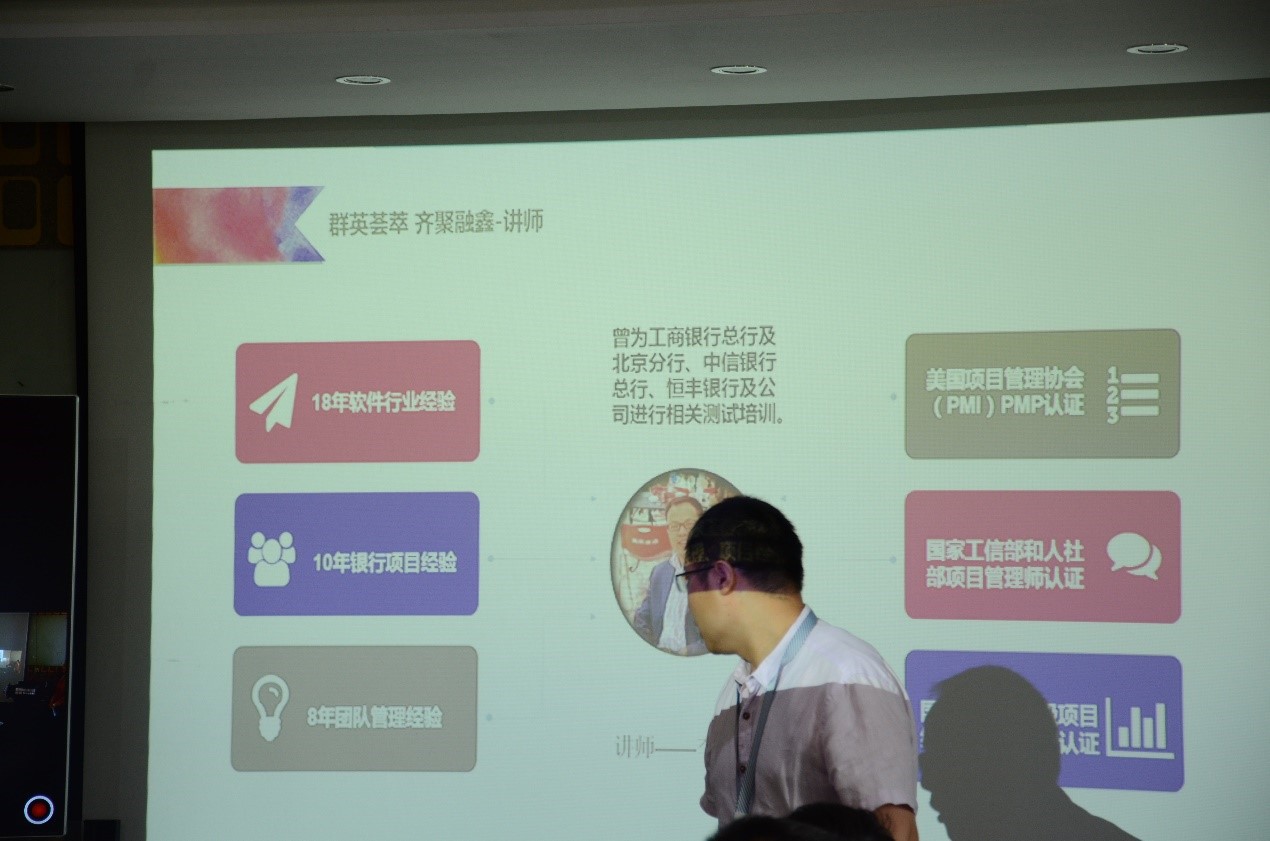 群英荟萃 齐聚融鑫-讲师
18年软件行业经验
10年银行项目经验
8年团队管理经验
曾为工商银行总行及
北京分行、中信银行
总行、恒丰银行及公
司进行相关测试培训。
讲师——
美国项目管理协会
（PMI）PMP认证
1
2
3
国家工信部和人社
部项目管理师认证
项目
认证